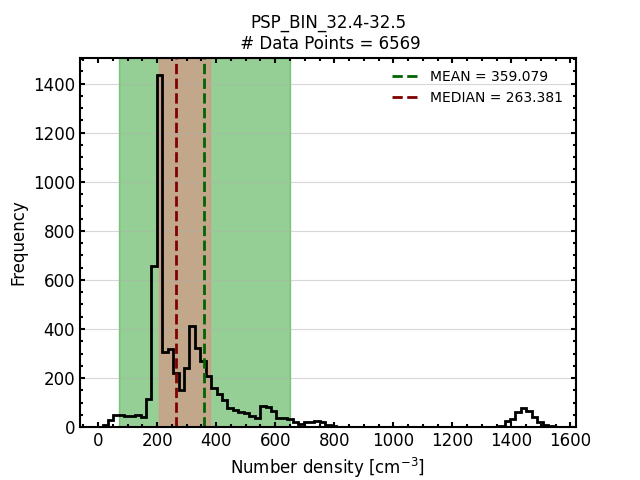 PSP_BIN_32.4-32.5
# Data Points = 6569
MEAN = 359.079
MEDIAN = 263.381
Frequency
1400
1200
1000
800
600
400
200
0
0 200 400 600 800 1000 1200 1400 1600
Number density [cm⁻³]